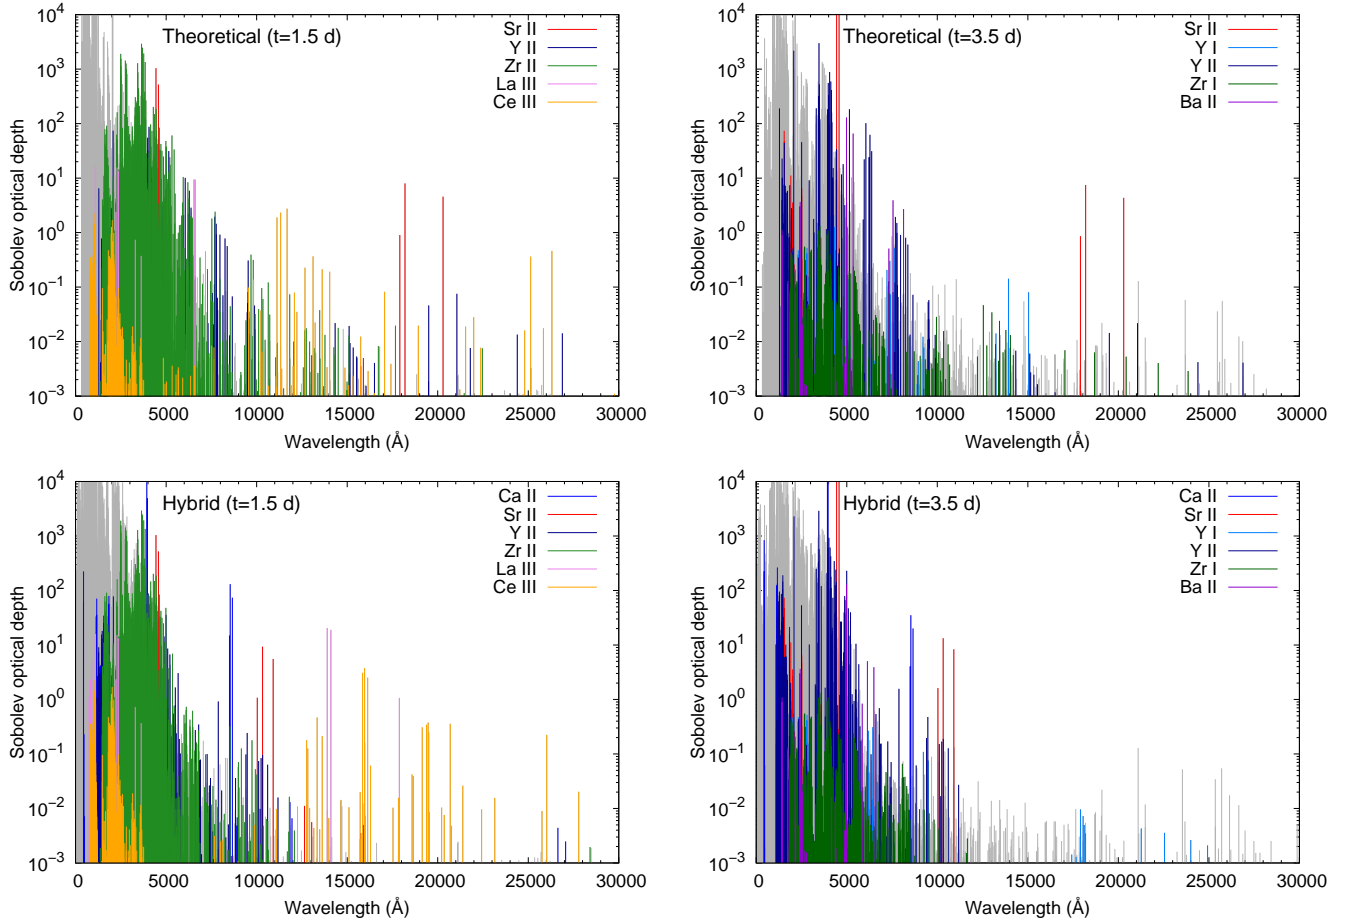 Theoretical (t=1.5 d)
Sr II
Y II
Zr II
La III
Ce III
Sobolev optical depth
10^4
10^3
10^2
10^1
10^0
10^-1
10^-2
10^-3
0 5000 10000 15000 20000 25000 30000
Wavelength (Å)
Theoretical (t=3.5 d)
Sr II
Y I
Y II
Zr I
Ba II
Sobolev optical depth
10^4
10^3
10^2
10^1
10^0
10^-1
10^-2
10^-3
0 5000 10000 15000 20000 25000 30000
Wavelength (Å)
Hybrid (t=1.5 d)
Ca II
Sr II
Y II
Zr II
La III
Ce III
Sobolev optical depth
10^4
10^3
10^2
10^1
10^0
10^-1
10^-2
10^-3
0 5000 10000 15000 20000 25000 30000
Wavelength (Å)
Hybrid (t=3.5 d)
Ca II
Sr II
Y I
Y II
Zr I
Ba II
Sobolev optical depth
10^4
10^3
10^2
10^1
10^0
10^-1
10^-2
10^-3
0 5000 10000 15000 20000 25000 30000
Wavelength (Å)